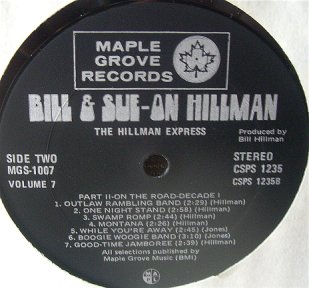 MAPLE
GROVE
RECORDS
BILL & SUE-ON HILLMAN
THE HILLMAN EXPRESS
Produced by
Bill Hillman
SIDE TWO
MGS-1007
VOLUME 7
STEREO
CSPS 1235
CSPS 1235B
PART II-ON THE ROAD-DECADE I
1. OUTLAW RAMBLING BAND (2:29) (Hillman)
2. ONE NIGHT STAND (2:58) (Hillman)
3. SWAMP ROMP (2:44) (Hillman)
4. MONTANA (2:26) (Hillman)
5. WHILE YOU'RE AWAY (2:45) (Jones)
6. BOOGIE WOOGIE BAND (3:10) (Jones)
7. GOOD-TIME JAMBOREE (2:39) (Hillman)
All selections published by
Maple Grove Music (BMI)